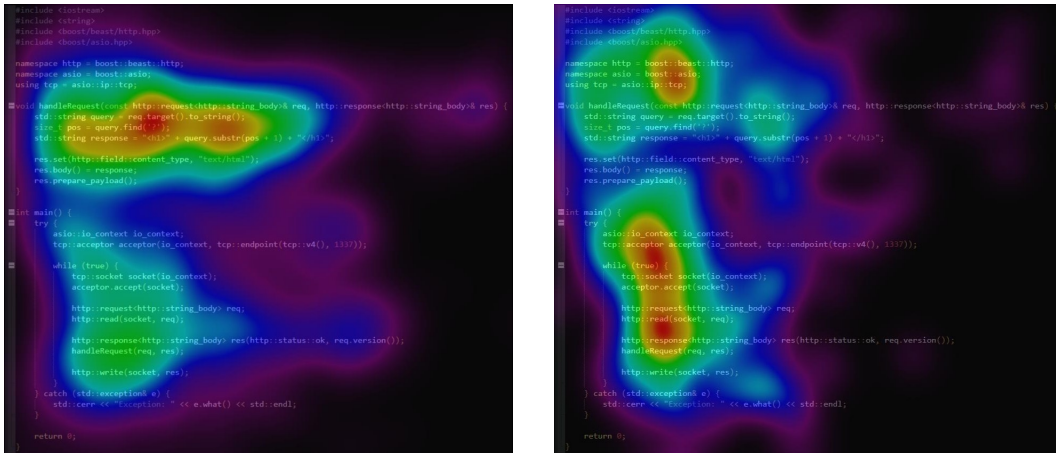 #include <iostream>
#include <string>
#include <boost/beast/http.hpp>
#include <boost/asio.hpp>
namespace http = boost::beast::http;
namespace asio = boost::asio;
using tcp = asio::ip::tcp;
void handleRequest(const http::request<http::string_body>& req, http::response<http::string_body>& res) {
std::string query = req.target().to_string();
size_t pos = query.find('?');
std::string response = "<h1>" + query.substr(pos + 1) + "</h1>";
res.set(http::field::content_type, "text/html");
res.body() = response;
res.prepare_payload();
}
int main() {
try {
asio::io_context io_context;
tcp::acceptor acceptor(io_context, tcp::endpoint(tcp::v4(), 1337));
while (true) {
tcp::socket socket(io_context);
acceptor.accept(socket);
http::request<http::string_body> req;
http::read(socket, req);
http::response<http::string_body> res(http::status::ok, req.version());
handleRequest(req, res);
http::write(socket, res);
}
} catch (std::exception& e) {
std::cerr << "Exception: " << e.what() << std::endl;
}
return 0;
}
#include <iostream>
#include <string>
#include <boost/beast/http.hpp>
#include <boost/asio.hpp>
namespace http = boost::beast::http;
namespace asio = boost::asio;
using tcp = asio::ip::tcp;
void handleRequest(const http::request<http::string_body>& req, http::response<http::string_body>& res)
std::string query = req.target().to_string();
size_t pos = query.find('?');
std::string response = "<h1>" + query.substr(pos + 1) + "</h1>";
res.set(http::field::content_type, "text/html");
res.body() = response;
res.prepare_payload();
}
int main() {
try {
asio::io_context io_context;
tcp::acceptor acceptor(io_context, tcp::endpoint(tcp::v4(), 1337));
while (true) {
tcp::socket socket(io_context);
acceptor.accept(socket);
http::request<http::string_body> req;
http::read(socket, req);
http::response<http::string_body> res(http::status::ok, req.version());
handleRequest(req, res);
http::write(socket, res);
}
} catch (std::exception& e) {
std::cerr << "Exception: " << e.what() << std::endl;
}
return 0;
}